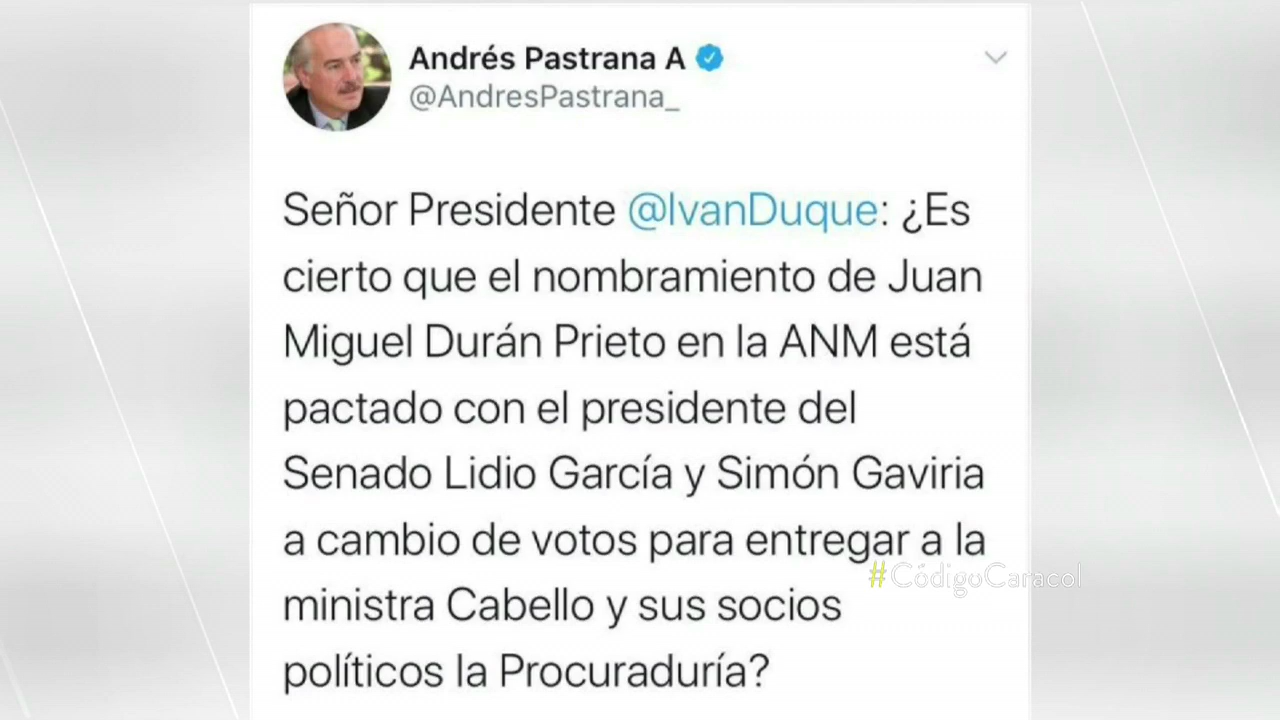 Andrés Pastrana A
@AndresPastrana_
Señor Presidente @IvanDuque: ¿Es
cierto que el nombramiento de Juan
Miguel Durán Prieto en la ANM está
pactado con el presidente del
Senado Lidio García y Simón Gaviria
a cambio de votos para entregar a la
#CódigoCaracol
ministra Cabello y sus socios
políticos la Procuraduría?